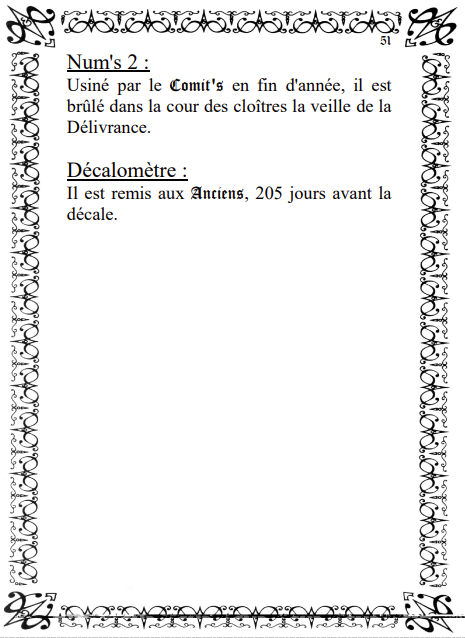 51
Num's 2 :
Usiné par le Comit's en fin d'année, il est
brûlé dans la cour des cloîtres la veille de la
Délivrance.
Décalomètre :
Il est remis aux Anciens, 205 jours avant la
décale.